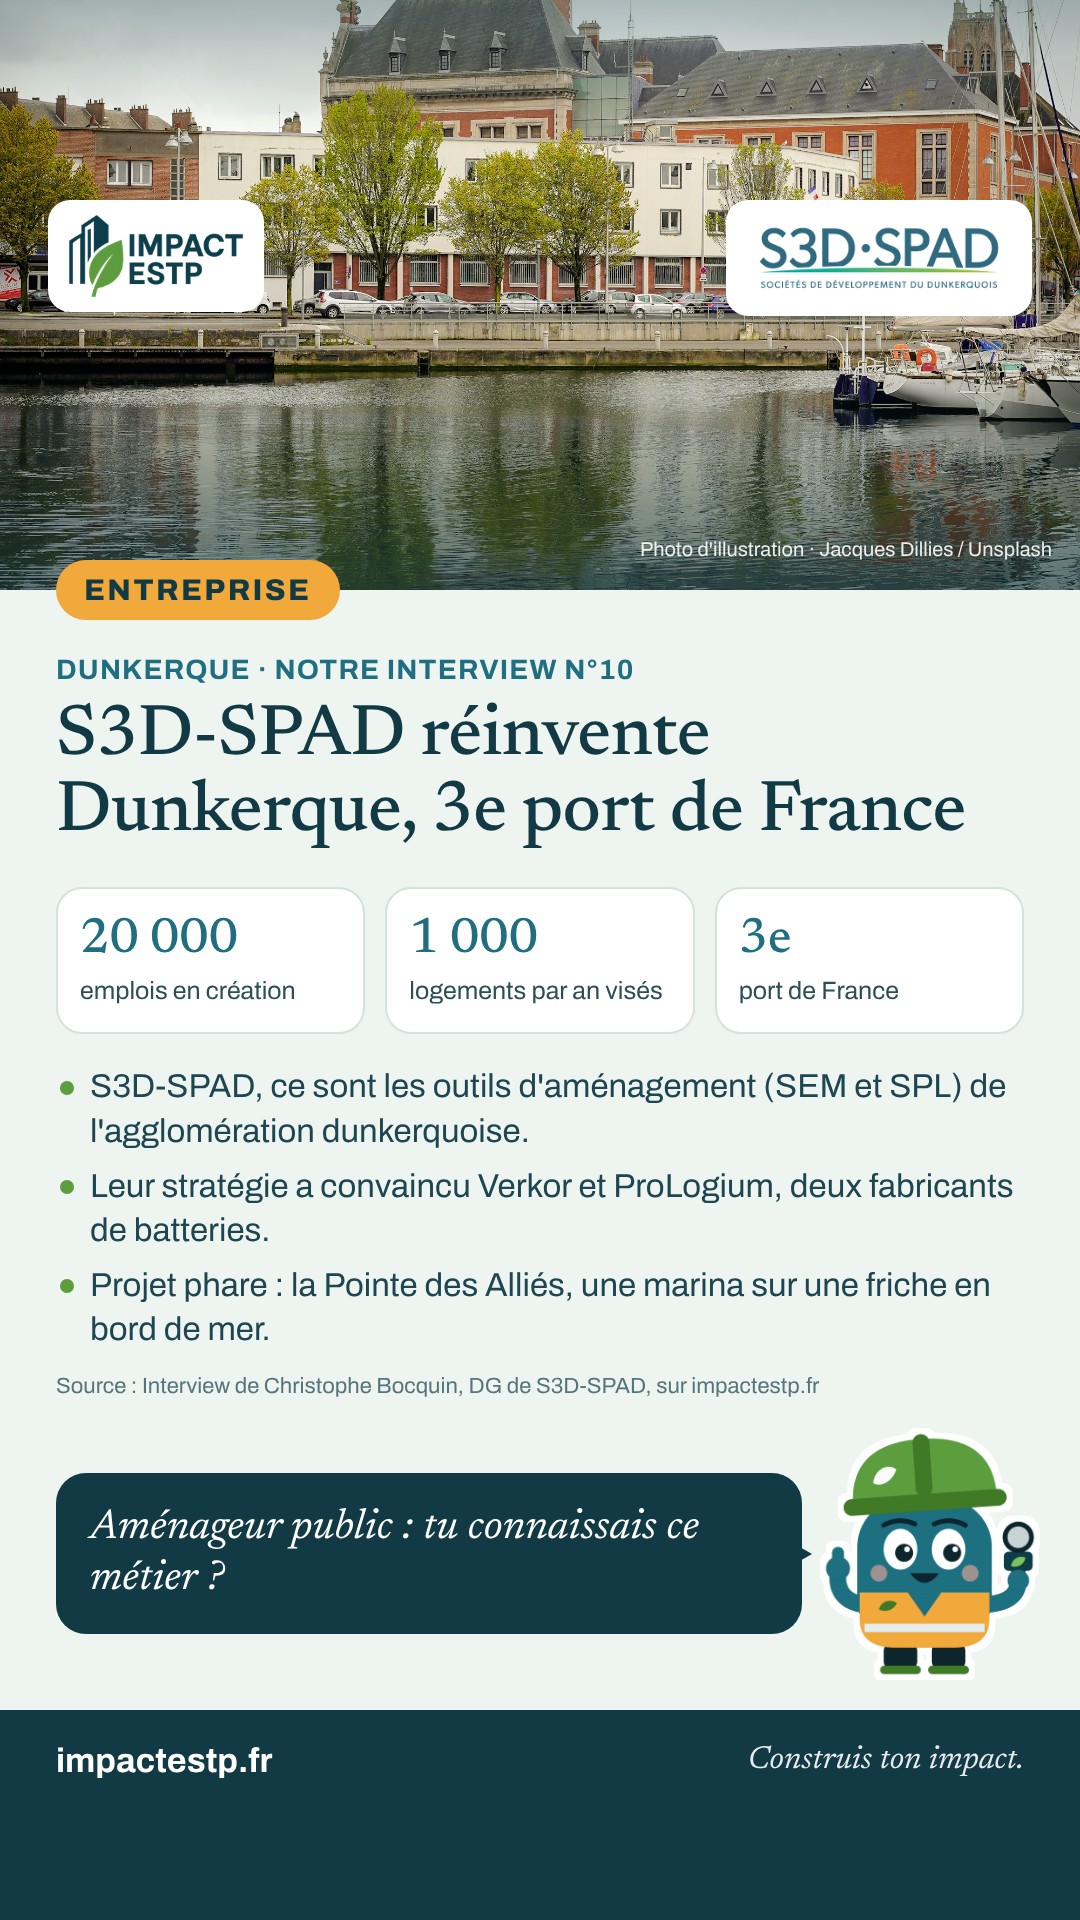 IMPACT
ESTP
S3D·SPAD
SOCIÉTÉS DE DÉVELOPPEMENT DU DUNKERQUOIS
Photo d'illustration · Jacques Dillies / Unsplash
ENTREPRISE
DUNKERQUE · NOTRE INTERVIEW N°10
S3D-SPAD réinvente
Dunkerque, 3e port de France
20 000
emplois en création
1 000
logements par an visés
3e
port de France
S3D-SPAD, ce sont les outils d'aménagement (SEM et SPL) de
l'agglomération dunkerquoise.
Leur stratégie a convaincu Verkor et ProLogium, deux fabricants
de batteries.
Projet phare : la Pointe des Alliés, une marina sur une friche en
bord de mer.
Source : Interview de Christophe Bocquin, DG de S3D-SPAD, sur impactestp.fr
Aménageur public : tu connaissais ce
métier ?
impactestp.fr
Construis ton impact.